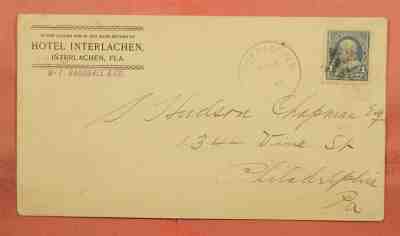 HOTEL INTERLACHEN,
INTERLACHEN, FLA.
S Hudson Chapman Esq
1344 Vine St
Philadelphia
Pa